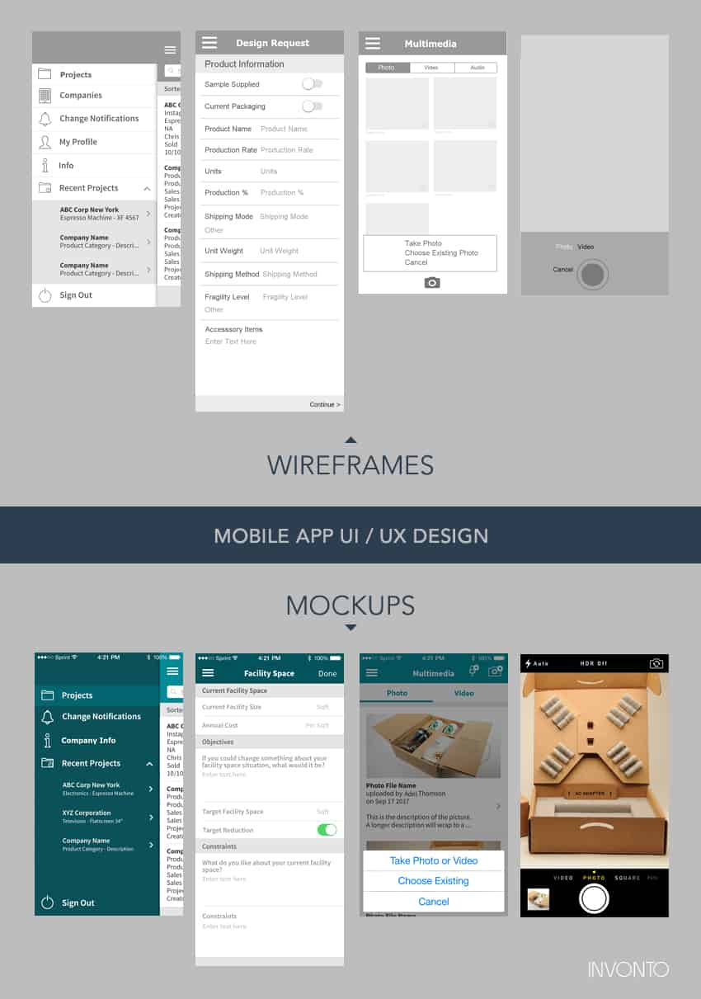 Projects
Companies
Change Notifications
My Profile
Info
Recent Projects
ABC Corp New York
Espresso Machine - XF 4567
Company Name
Product Category - Descri...
Company Name
Product Category - Descri...
Sign Out
Sorte
ABC C
Instap
Espre
NA
Chris
Sold
10/10
Comp
Produ
Produ
Sales
Sales
Projec
Creat
Comp
Produ
Produ
Sales
Sales
Projec
Creat
Design Request
Product Information
Sample Supplied
Current Packaging
Product Name Product Name
Production Rate Production Rate
Units Units
Production % Production %
Shipping Mode Shipping Mode
Other
Unit Weight Unit Weight
Shipping Method Shipping Method
Fragility Level Fragility Level
Other
Accesssory Items
Enter Text Here
Continue >
Multimedia
Photo Video Audio
Take Photo
Choose Existing Photo
Cancel
Photo Video
Cancel
WIREFRAMES
MOBILE APP UI / UX DESIGN
MOCKUPS
Sprint 4:21 PM 100%
Projects
Change Notifications
Company Info
Recent Projects
ABC Corp New York
Electronics - Espresso Machine
XYZ Corporation
Televisions - Flatscreen 34"
Company Name
Product Category - Description
Sign Out
Sorte
ABC C
Instap
Espre
NA
Chris
Sold
10/10
Comp
Produ
Produ
Sales
Sales
Projec
Creat
Comp
Produ
Produ
Sales
Sales
Projec
Creat
Sprint 4:21 PM 100%
Facility Space Done
Current Facility Space
Current Facility Size Sqft
Annual Cost Per Sqft
Objectives
If you could change something about your
facility space situation, what would it be?
Enter text here
Target Facility Space Sqft
Target Reduction
Constraints
What do you like about your current facility
space?
Enter text here
Constraints
Enter text here
Sprint 4:21 PM 100%
Multimedia
Photo Video
Photo File Name
uploaded by Adel Thomson
on Sep 17 2017
This is the description of the picture.
A longer description will wrap to a ...
Take Photo or Video
Choose Existing
Cancel
Photo File Name
Auto HDR Off
AC ADAPTER
VIDEO PHOTO SQUARE
INVONTO